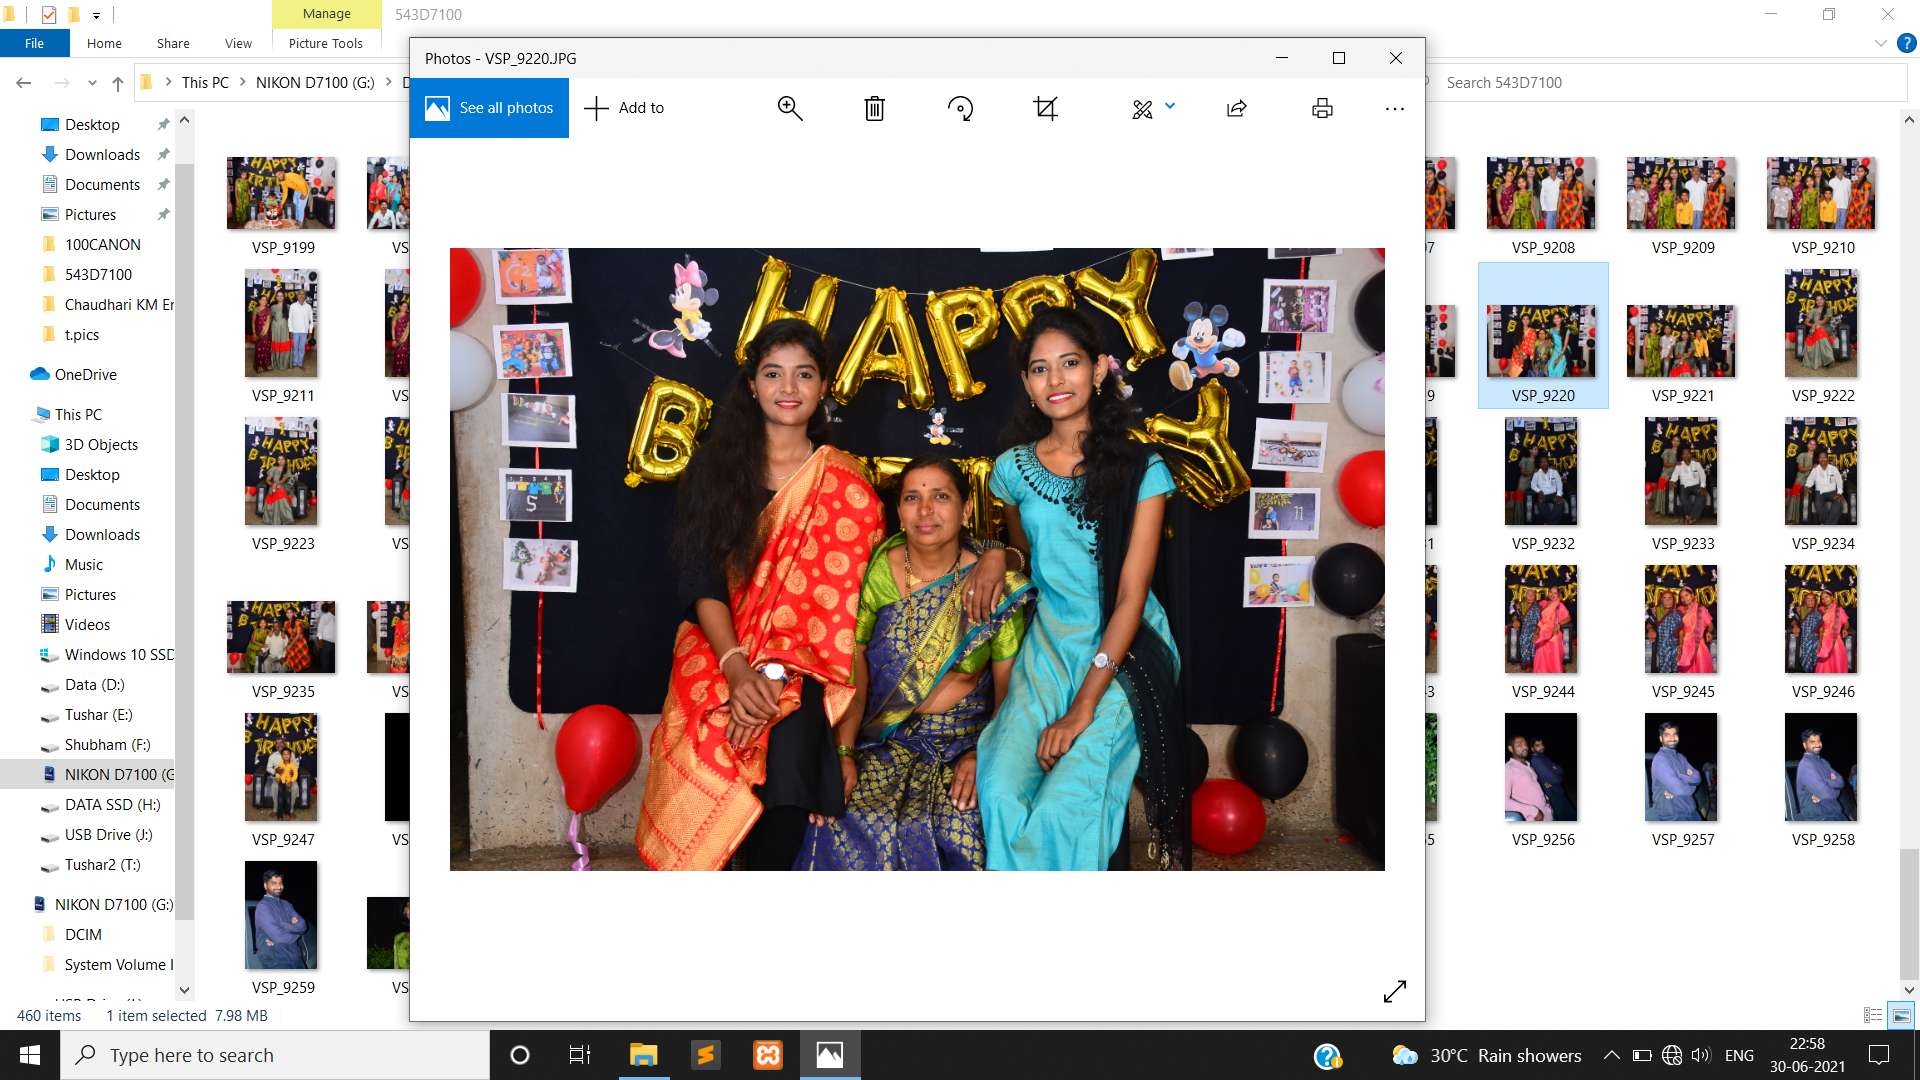 Manage
543D7100
File
Home
Share
View
Picture Tools
This PC
NIKON D7100 (G:)
Search 543D7100
Photos - VSP_9220.JPG
See all photos
Add to
Desktop
Downloads
Documents
Pictures
100CANON
543D7100
Chaudhari KM Er
t.pics
OneDrive
This PC
3D Objects
Desktop
Documents
Downloads
Music
Pictures
Videos
Windows 10 SSD
Data (D:)
Tushar (E:)
Shubham (F:)
NIKON D7100 (G
DATA SSD (H:)
USB Drive (J:)
Tushar2 (T:)
NIKON D7100 (G:)
DCIM
System Volume I
VSP_9199
VS
VSP_9208
VSP_9209
VSP_9210
VSP_9211
VS
VSP_9220
VSP_9221
VSP_9222
VSP_9223
VS
VSP_9232
VSP_9233
VSP_9234
VSP_9235
VS
VSP_9244
VSP_9245
VSP_9246
VSP_9247
VS
VSP_9256
VSP_9257
VSP_9258
VSP_9259
VS
HAPPY
B
Y
5
11
460 items
1 item selected 7.98 MB
Type here to search
30°C Rain showers
ENG
22:58
30-06-2021